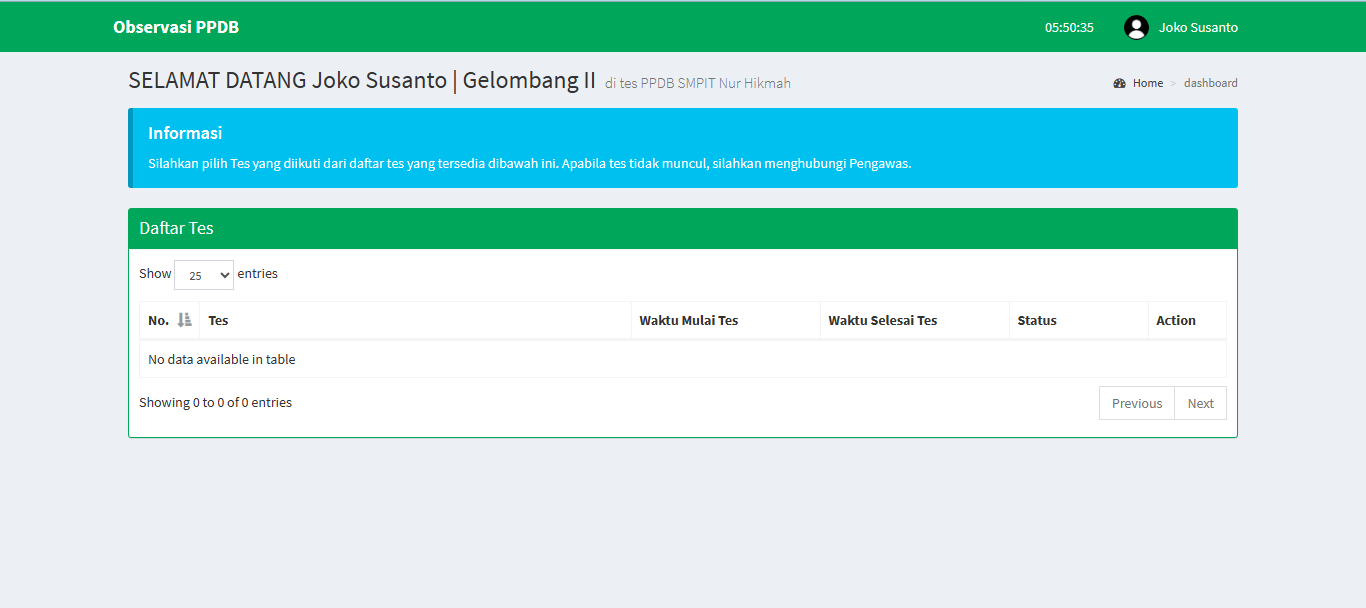 Observasi PPDB
05:50:35
Joko Susanto
SELAMAT DATANG Joko Susanto | Gelombang II di tes PPDB SMPIT Nur Hikmah
Home > dashboard
Informasi
Silahkan pilih Tes yang diikuti dari daftar tes yang tersedia dibawah ini. Apabila tes tidak muncul, silahkan menghubungi Pengawas.
Daftar Tes
Show 25 entries
No. Tes Waktu Mulai Tes Waktu Selesai Tes Status Action
No data available in table
Showing 0 to 0 of 0 entries
Previous Next